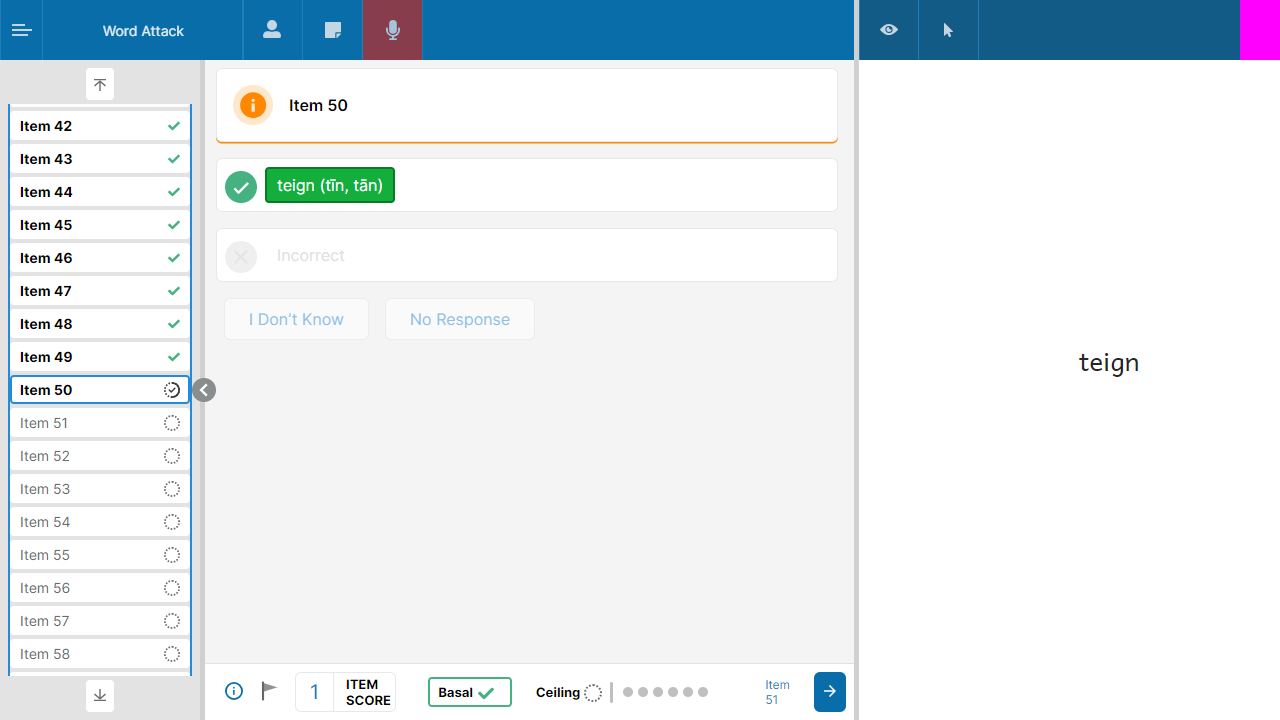 Word Attack
Item 42
Item 43
Item 44
Item 45
Item 46
Item 47
Item 48
Item 49
Item 50
Item 51
Item 52
Item 53
Item 54
Item 55
Item 56
Item 57
Item 58
Item 50
teign (tīn, tān)
Incorrect
I Don't Know
No Response
1
ITEM
SCORE
Basal
Ceiling
Item
51
teign